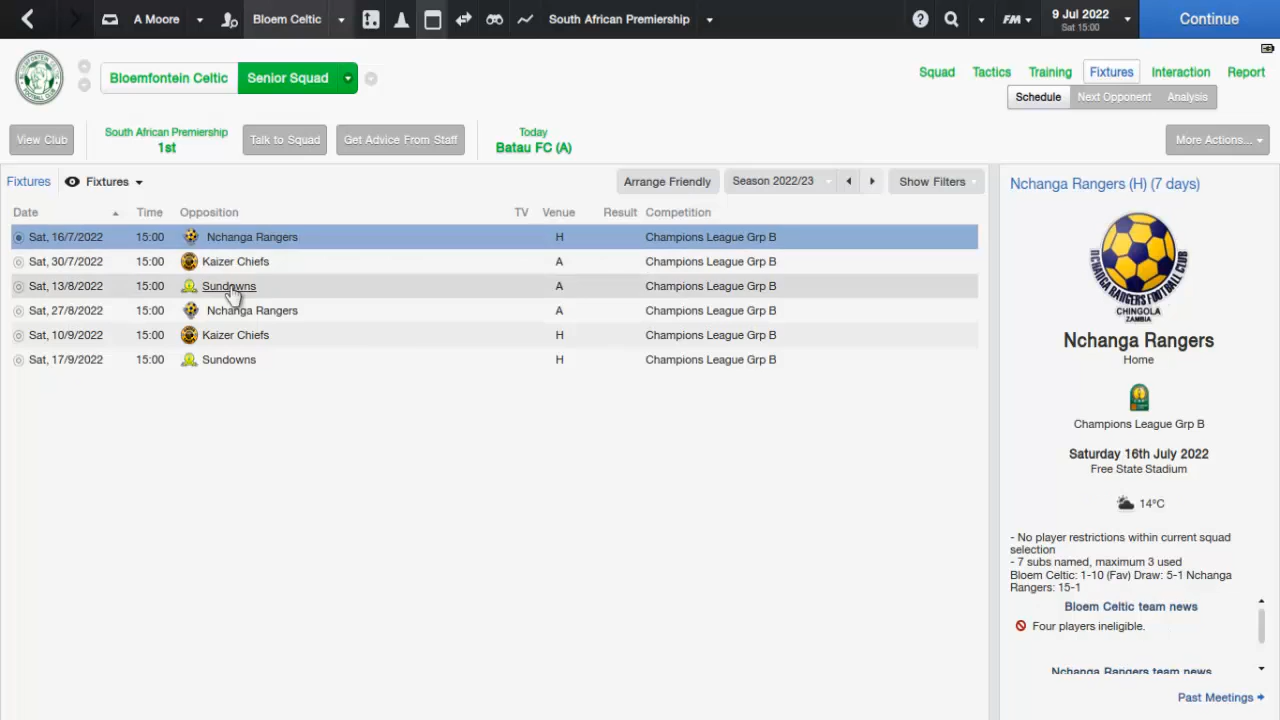 A Moore Bloem Celtic South African Premiership FM 9 Jul 2022 Sat 15:00 Continue
Bloemfontein Celtic Senior Squad Squad Tactics Training Fixtures Interaction Report
Schedule Next Opponent Analysis
View Club South African Premiership 1st Talk to Squad Get Advice From Staff Today Batau FC (A) More Actions...
Fixtures Fixtures Arrange Friendly Season 2022/23 Show Filters
Date Time Opposition TV Venue Result Competition
Sat, 16/7/2022 15:00 Nchanga Rangers H Champions League Grp B
Sat, 30/7/2022 15:00 Kaizer Chiefs A Champions League Grp B
Sat, 13/8/2022 15:00 Sundowns A Champions League Grp B
Sat, 27/8/2022 15:00 Nchanga Rangers A Champions League Grp B
Sat, 10/9/2022 15:00 Kaizer Chiefs H Champions League Grp B
Sat, 17/9/2022 15:00 Sundowns H Champions League Grp B
Nchanga Rangers (H) (7 days)
NCHANGA RANGERS FOOTBALL CLUB
CHINGOLA
ZAMBIA
Nchanga Rangers
Home
Champions League Grp B
Saturday 16th July 2022
Free State Stadium
14°C
- No player restrictions within current squad
selection
- 7 subs named, maximum 3 used
Bloem Celtic: 1-10 (Fav) Draw: 5-1 Nchanga
Rangers: 15-1
Bloem Celtic team news
Four players ineligible.
Nchanga Rangers team news
Past Meetings